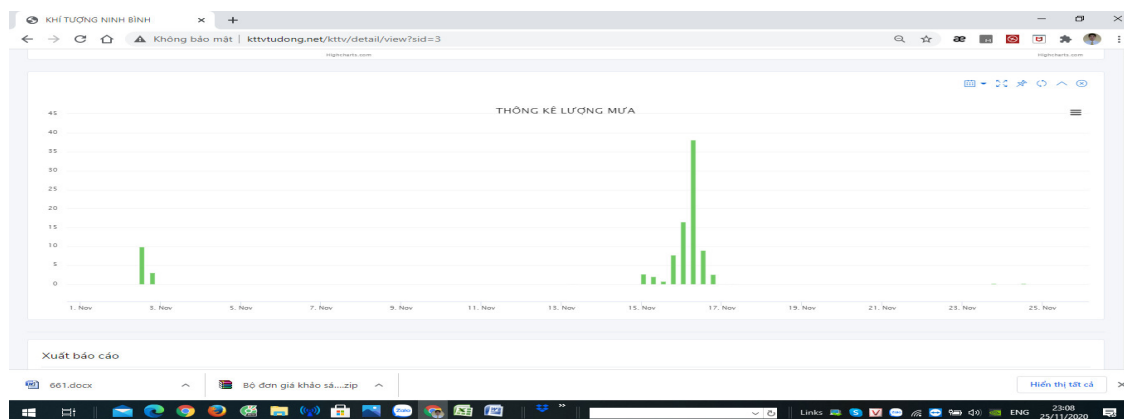 KHÍ TƯỢNG NINH BÌNH
Không bảo mật | kttvtudong.net/kttv/detail/view?sid=3
Highcharts.com Highcharts.com
THỐNG KÊ LƯỢNG MƯA
45
40
35
30
25
20
15
10
5
0
1. Nov 3. Nov 5. Nov 7. Nov 9. Nov 11. Nov 13. Nov 15. Nov 17. Nov 19. Nov 21. Nov 23. Nov 25. Nov
Xuất báo cáo
661.docx Bộ đơn giá khảo sá....zip Hiển thị tất cả
Links ENG 23:08
25/11/2020